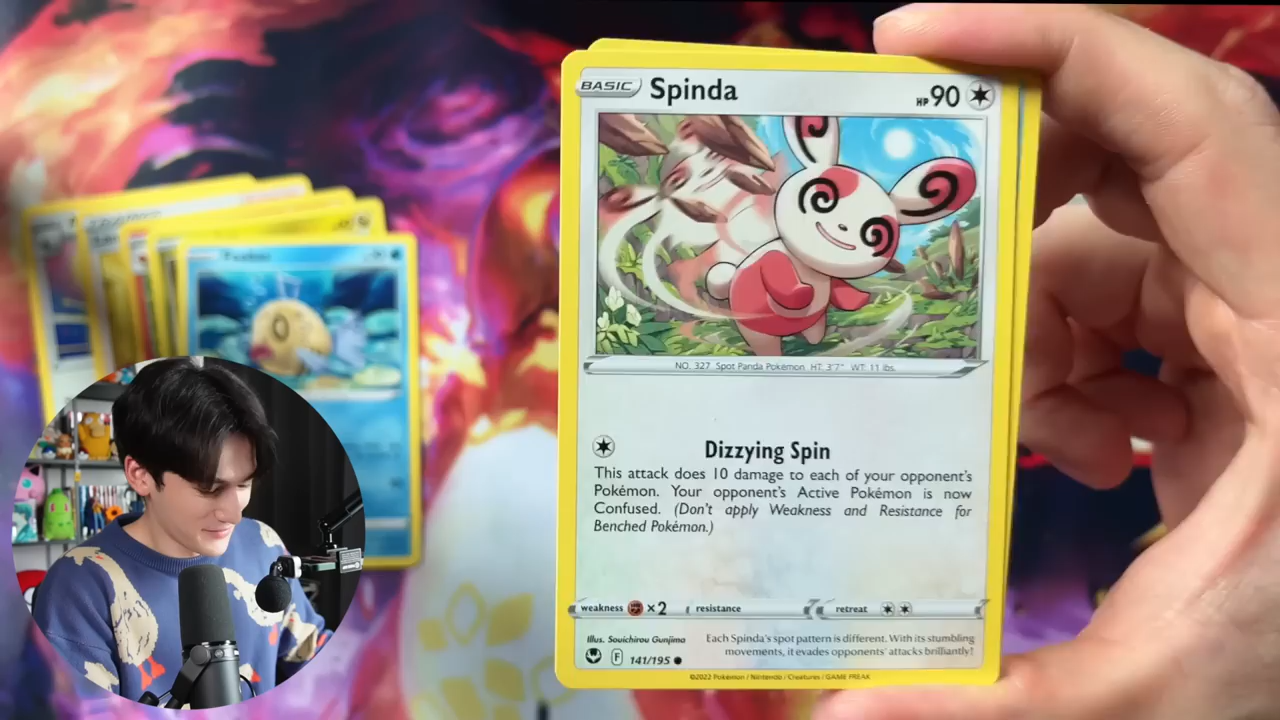 BASIC Spinda HP 90
NO. 327 Spot Panda Pokémon HT: 3'7" WT: 11 lbs.
Dizzying Spin
This attack does 10 damage to each of your opponent's
Pokémon. Your opponent's Active Pokémon is now
Confused. (Don't apply Weakness and Resistance for
Benched Pokémon.)
weakness ×2 resistance retreat
Illus. Souichirou Gunjima
Each Spinda's spot pattern is different. With its stumbling
movements, it evades opponents' attacks brilliantly!
F 141/195
©2022 Pokémon / Nintendo / Creatures / GAME FREAK